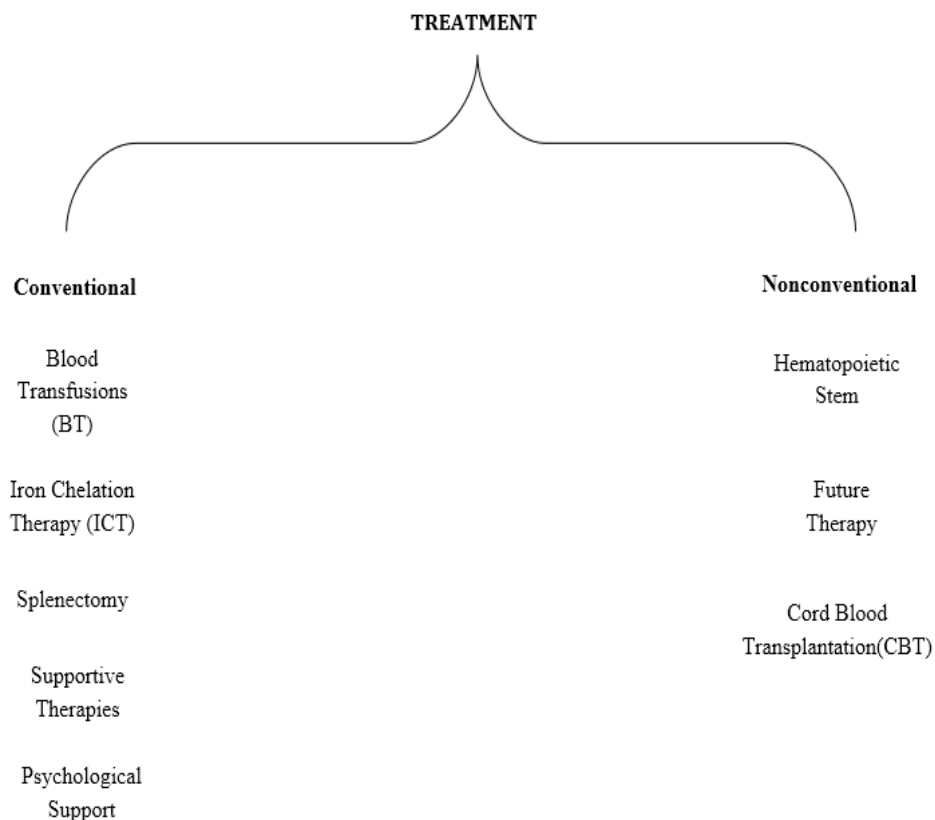 TREATMENT
Conventional
Blood
Transfusions
(BT)
Iron Chelation
Therapy (ICT)
Splenectomy
Supportive
Therapies
Psychological
Support
Nonconventional
Hematopoietic
Stem
Future
Therapy
Cord Blood
Transplantation(CBT)